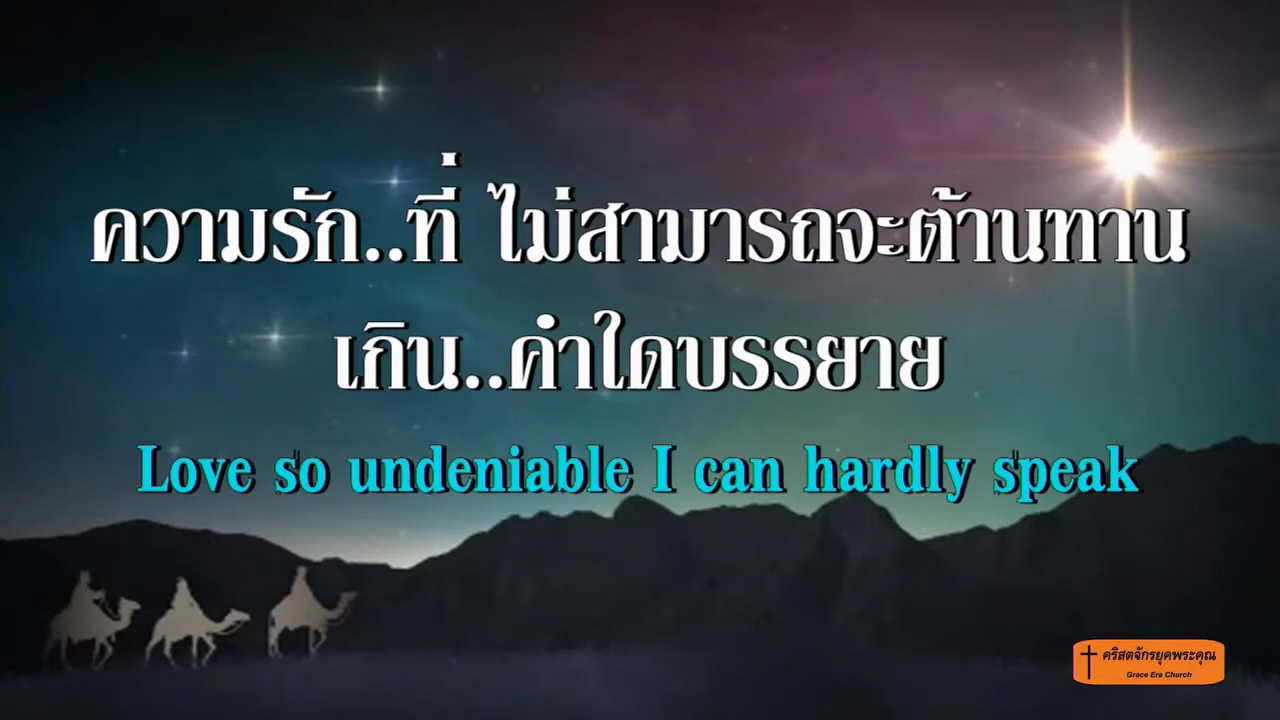 ความรัก..ที่ ไม่สามารถจะต้านทาน
เกิน..คำใดบรรยาย
Love so undeniable I can hardly speak
คริสตจักรยุคพระคุณ
Grace Era Church